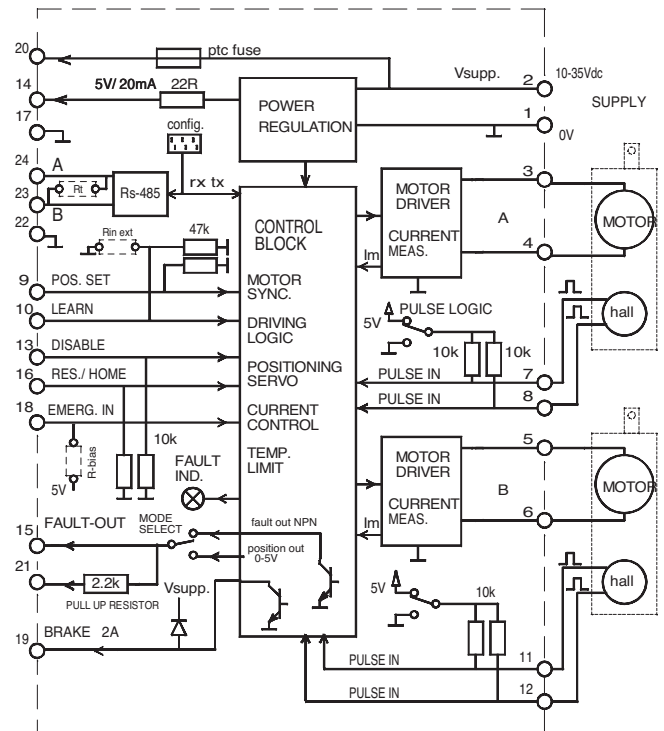 20
ptc fuse
14
5V/ 20mA
22R
17
POWER
REGULATION
Vsupp.
2
10-35Vdc
SUPPLY
1
0V
config.
24
A
Rt
23
B
Rs-485
rx tx
22
Rin ext
47k
9
POS. SET
10
LEARN
13
DISABLE
16
RES./ HOME
18
EMERG. IN
R-bias
5V
10k
CONTROL
BLOCK
MOTOR
SYNC.
DRIVING
LOGIC
POSITIONING
SERVO
CURRENT
CONTROL
TEMP.
LIMIT
FAULT
IND.
MOTOR
DRIVER
CURRENT
MEAS.
Im
A
3
4
MOTOR
5V
PULSE LOGIC
10k
10k
hall
PULSE IN
7
PULSE IN
8
MOTOR
DRIVER
CURRENT
MEAS.
Im
B
5
6
MOTOR
15
FAULT-OUT
MODE
SELECT
fault out NPN
position out
0-5V
21
2.2k
PULL UP RESISTOR
Vsupp.
19
BRAKE 2A
5V
10k
hall
PULSE IN
11
PULSE IN
12